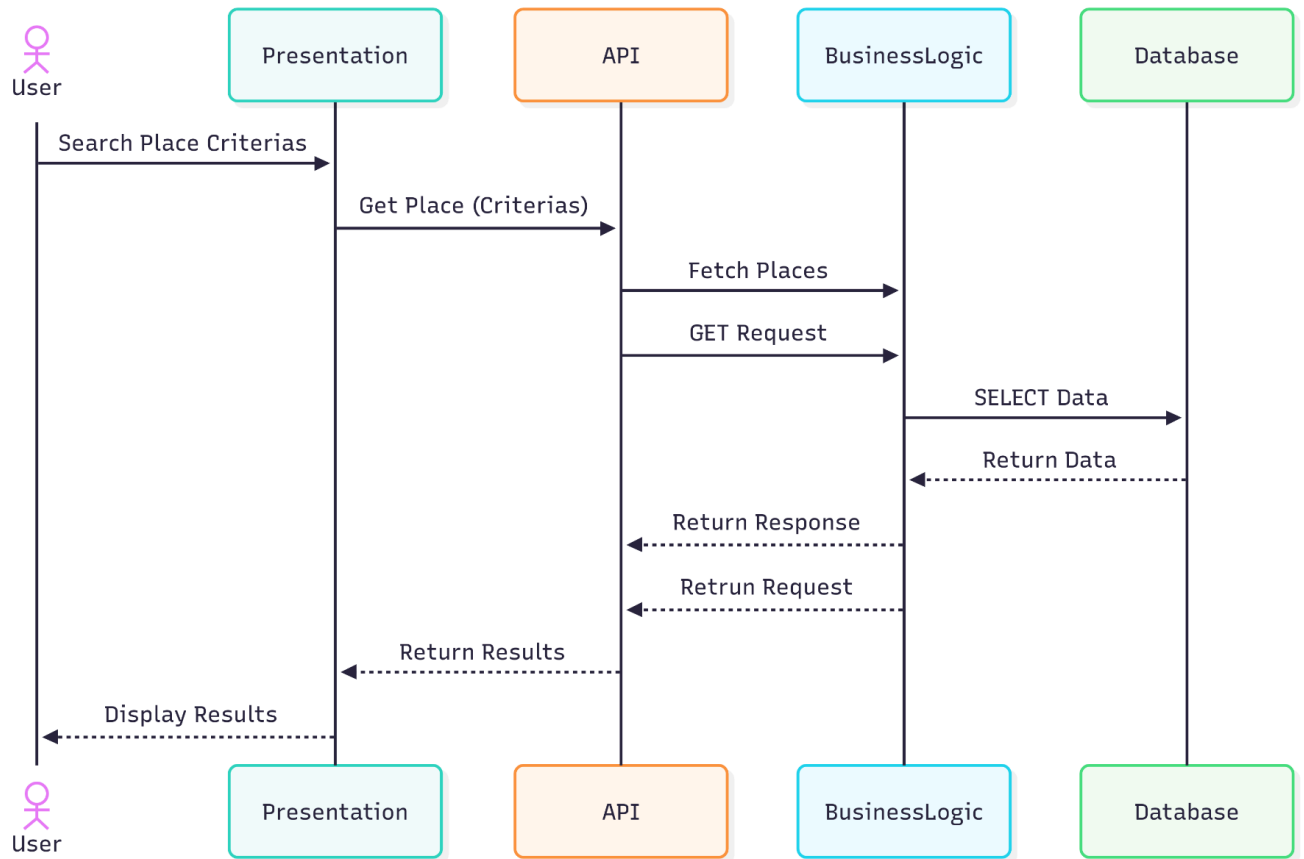 Presentation
API
BusinessLogic
Database
User
Search Place Criterias
Get Place (Criterias)
Fetch Places
GET Request
SELECT Data
Return Data
Return Response
Retrun Request
Return Results
Display Results
Presentation
API
BusinessLogic
Database
User